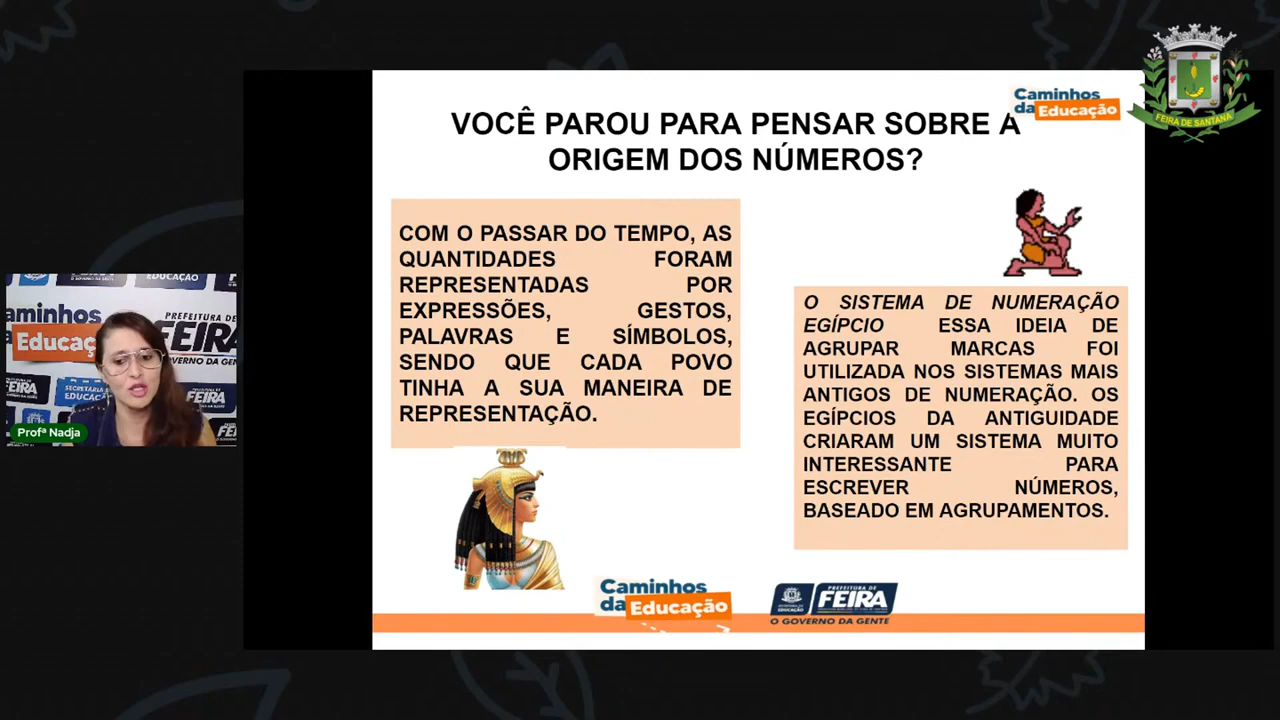 VOCÊ PAROU PARA PENSAR SOBRE A
ORIGEM DOS NÚMEROS?
Caminhos
da Educação
FEIRA DE SANTANA
COM O PASSAR DO TEMPO, AS
QUANTIDADES FORAM
REPRESENTADAS POR
EXPRESSÕES, GESTOS,
PALAVRAS E SÍMBOLOS,
SENDO QUE CADA POVO
TINHA A SUA MANEIRA DE
REPRESENTAÇÃO.
O SISTEMA DE NUMERAÇÃO
EGÍPCIO ESSA IDEIA DE
AGRUPAR MARCAS FOI
UTILIZADA NOS SISTEMAS MAIS
ANTIGOS DE NUMERAÇÃO. OS
EGÍPCIOS DA ANTIGUIDADE
CRIARAM UM SISTEMA MUITO
INTERESSANTE PARA
ESCREVER NÚMEROS,
BASEADO EM AGRUPAMENTOS.
Profª Nadja
Caminhos
da Educação
PREFEITURA DE
FEIRA
O GOVERNO DA GENTE